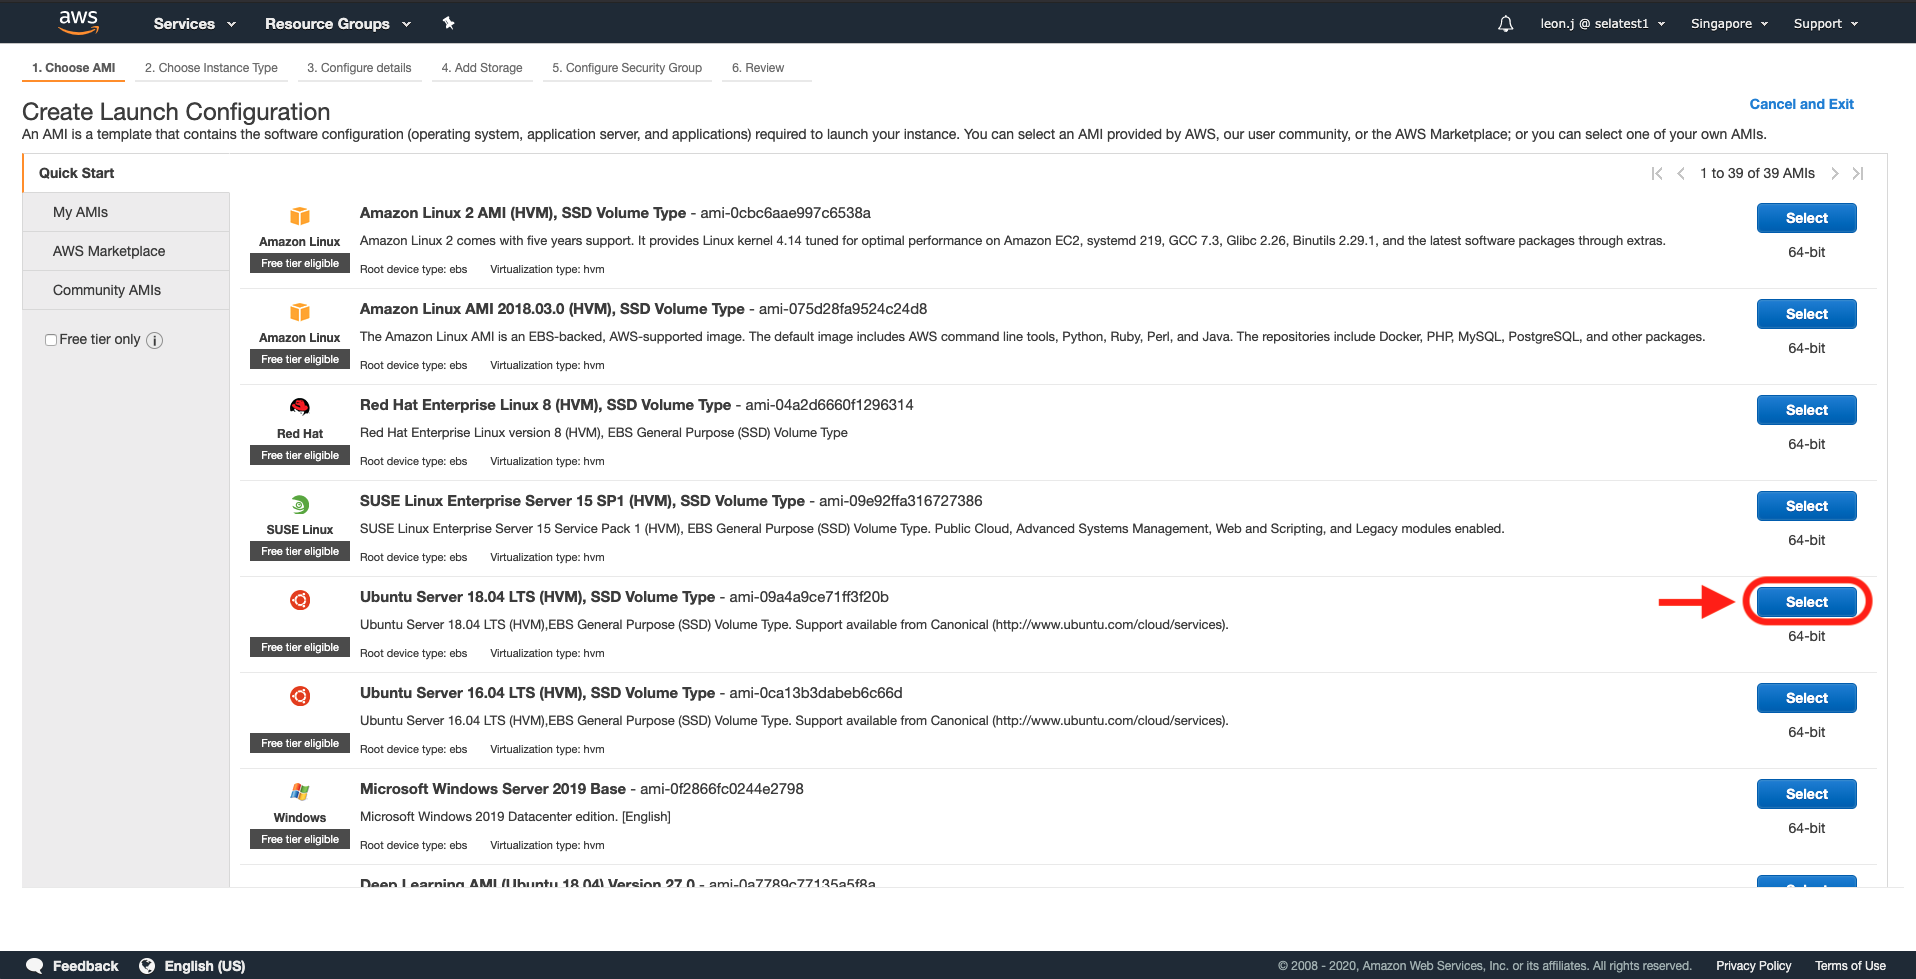 aws Services Resource Groups leon.j @ selatest1 Singapore Support
1. Choose AMI 2. Choose Instance Type 3. Configure details 4. Add Storage 5. Configure Security Group 6. Review
Create Launch Configuration
Cancel and Exit
An AMI is a template that contains the software configuration (operating system, application server, and applications) required to launch your instance. You can select an AMI provided by AWS, our user community, or the AWS Marketplace; or you can select one of your own AMIs.
Quick Start
My AMIs
AWS Marketplace
Community AMIs
Free tier only
1 to 39 of 39 AMIs
Amazon Linux
Free tier eligible
Amazon Linux 2 AMI (HVM), SSD Volume Type - ami-0cbc6aae997c6538a
Amazon Linux 2 comes with five years support. It provides Linux kernel 4.14 tuned for optimal performance on Amazon EC2, systemd 219, GCC 7.3, Glibc 2.26, Binutils 2.29.1, and the latest software packages through extras.
Root device type: ebs Virtualization type: hvm
Select
64-bit
Amazon Linux
Free tier eligible
Amazon Linux AMI 2018.03.0 (HVM), SSD Volume Type - ami-075d28fa9524c24d8
The Amazon Linux AMI is an EBS-backed, AWS-supported image. The default image includes AWS command line tools, Python, Ruby, Perl, and Java. The repositories include Docker, PHP, MySQL, PostgreSQL, and other packages.
Root device type: ebs Virtualization type: hvm
Select
64-bit
Red Hat
Free tier eligible
Red Hat Enterprise Linux 8 (HVM), SSD Volume Type - ami-04a2d6660f1296314
Red Hat Enterprise Linux version 8 (HVM), EBS General Purpose (SSD) Volume Type
Root device type: ebs Virtualization type: hvm
Select
64-bit
SUSE Linux
Free tier eligible
SUSE Linux Enterprise Server 15 SP1 (HVM), SSD Volume Type - ami-09e92ffa316727386
SUSE Linux Enterprise Server 15 Service Pack 1 (HVM), EBS General Purpose (SSD) Volume Type. Public Cloud, Advanced Systems Management, Web and Scripting, and Legacy modules enabled.
Root device type: ebs Virtualization type: hvm
Select
64-bit
Free tier eligible
Ubuntu Server 18.04 LTS (HVM), SSD Volume Type - ami-09a4a9ce71ff3f20b
Ubuntu Server 18.04 LTS (HVM),EBS General Purpose (SSD) Volume Type. Support available from Canonical (http://www.ubuntu.com/cloud/services).
Root device type: ebs Virtualization type: hvm
Select
64-bit
Free tier eligible
Ubuntu Server 16.04 LTS (HVM), SSD Volume Type - ami-0ca13b3dabeb6c66d
Ubuntu Server 16.04 LTS (HVM),EBS General Purpose (SSD) Volume Type. Support available from Canonical (http://www.ubuntu.com/cloud/services).
Root device type: ebs Virtualization type: hvm
Select
64-bit
Windows
Free tier eligible
Microsoft Windows Server 2019 Base - ami-0f2866fc0244e2798
Microsoft Windows 2019 Datacenter edition. [English]
Root device type: ebs Virtualization type: hvm
Select
64-bit
Deep Learning AMI (Ubuntu 18.04) Version 27.0 - ami-0a7789c77135a5f8a
Select
Feedback English (US) © 2008 - 2020, Amazon Web Services, Inc. or its affiliates. All rights reserved. Privacy Policy Terms of Use